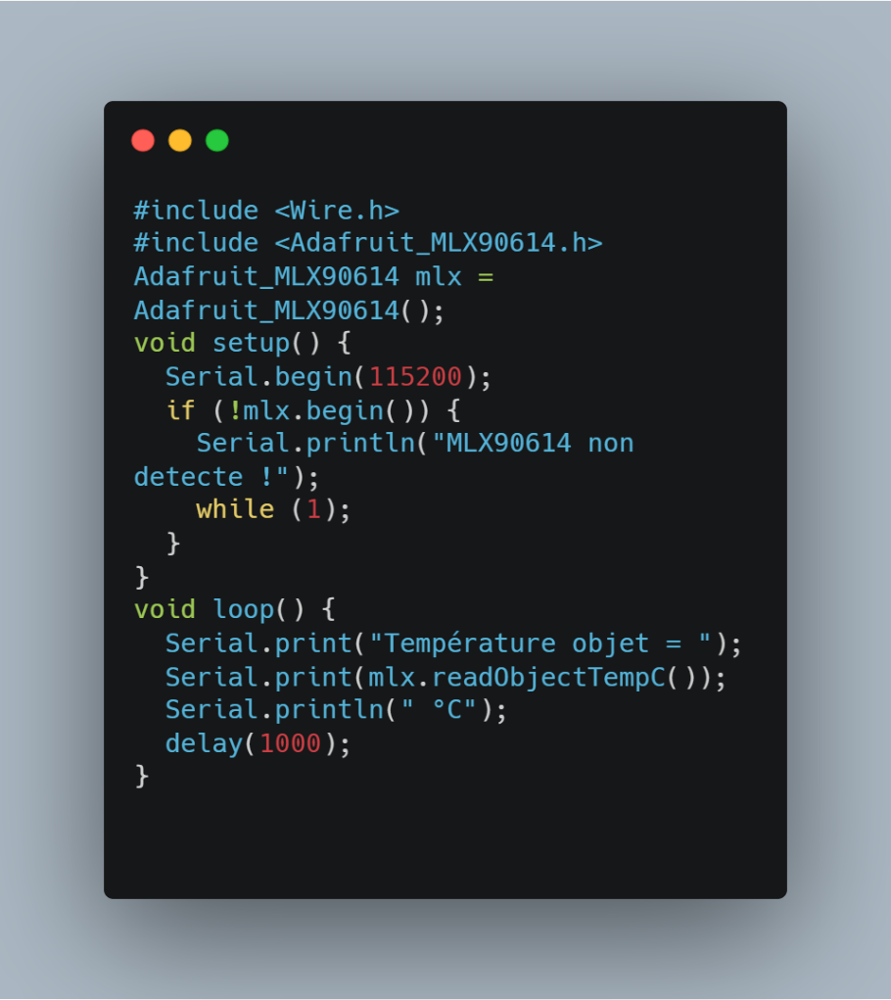 #include <Wire.h>
#include <Adafruit_MLX90614.h>
Adafruit_MLX90614 mlx =
Adafruit_MLX90614();
void setup() {
  Serial.begin(115200);
  if (!mlx.begin()) {
    Serial.println("MLX90614 non
detecte !");
    while (1);
  }
}
void loop() {
  Serial.print("Température objet = ");
  Serial.print(mlx.readObjectTempC());
  Serial.println(" °C");
  delay(1000);
}